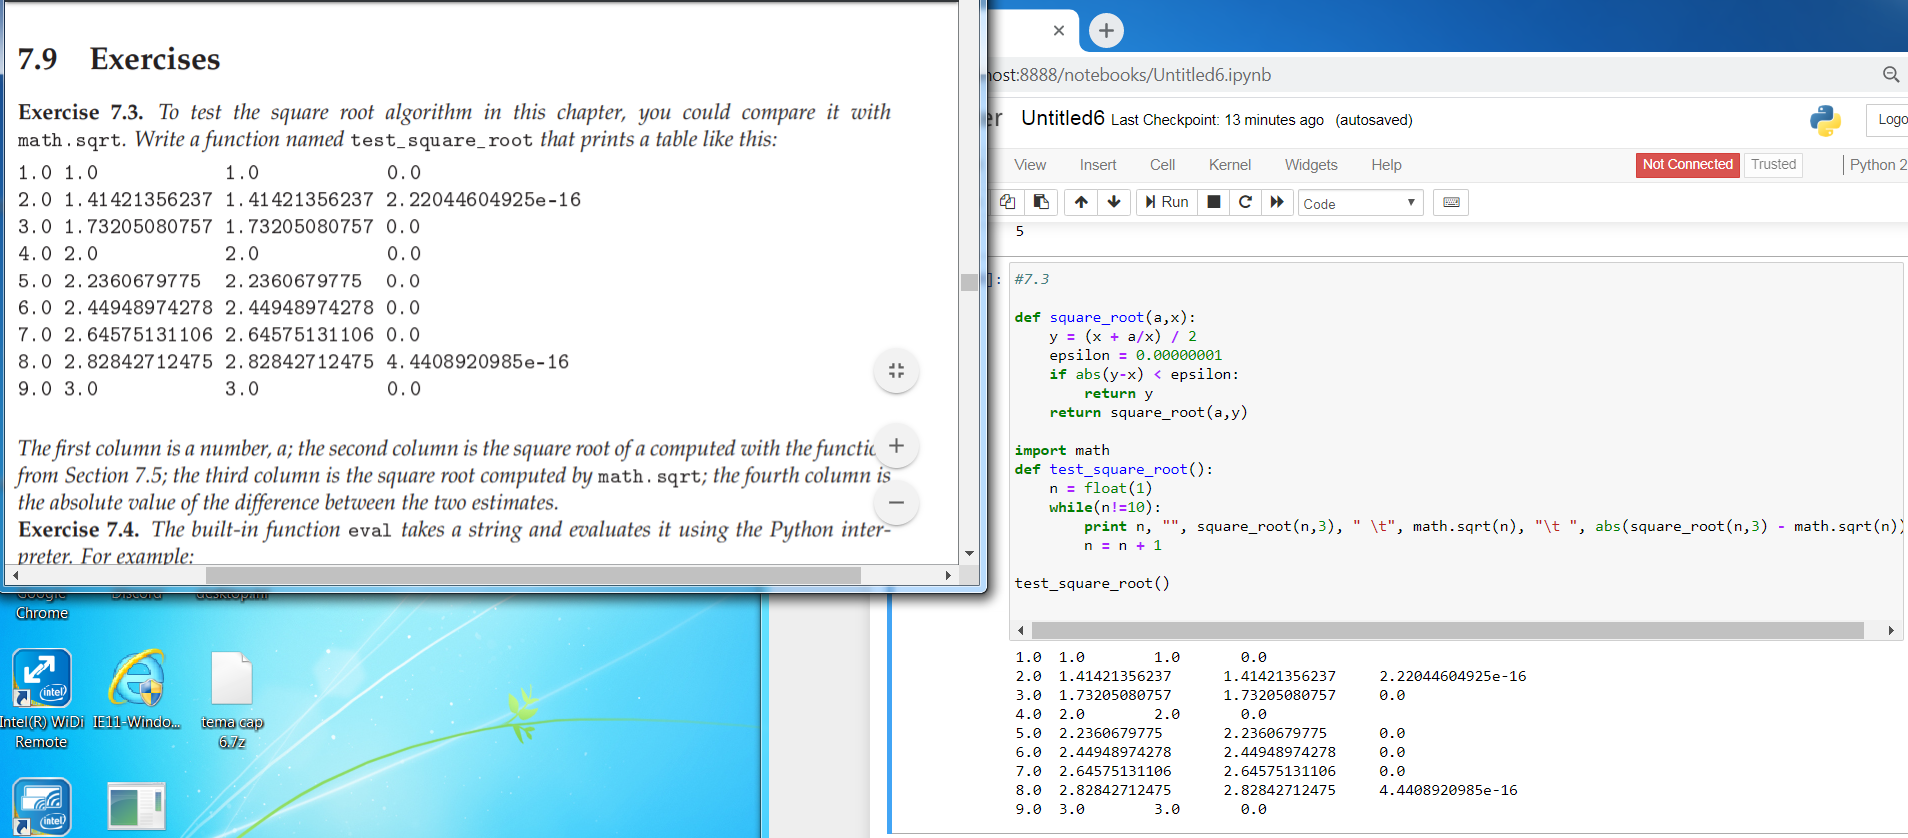 7.9 Exercises
Exercise 7.3. To test the square root algorithm in this chapter, you could compare it with
math.sqrt. Write a function named test_square_root that prints a table like this:
1.0 1.0 1.0 0.0
2.0 1.41421356237 1.41421356237 2.22044604925e-16
3.0 1.73205080757 1.73205080757 0.0
4.0 2.0 2.0 0.0
5.0 2.2360679775 2.2360679775 0.0
6.0 2.44948974278 2.44948974278 0.0
7.0 2.64575131106 2.64575131106 0.0
8.0 2.82842712475 2.82842712475 4.4408920985e-16
9.0 3.0 3.0 0.0
The first column is a number, a; the second column is the square root of a computed with the functio
from Section 7.5; the third column is the square root computed by math.sqrt; the fourth column is
the absolute value of the difference between the two estimates.
Exercise 7.4. The built-in function eval takes a string and evaluates it using the Python inter-
preter. For example:
Google
Chrome
Discord
desktop.ini
intel
Intel(R) WiDi
Remote
IE11-Windo...
tema cap
6.7z
intel
ost:8888/notebooks/Untitled6.ipynb
er Untitled6 Last Checkpoint: 13 minutes ago (autosaved)
Logo
View Insert Cell Kernel Widgets Help
Not Connected Trusted Python 2
Run Code
5
]: #7.3
def square_root(a,x):
    y = (x + a/x) / 2
    epsilon = 0.00000001
    if abs(y-x) < epsilon:
        return y
    return square_root(a,y)
import math
def test_square_root():
    n = float(1)
    while(n!=10):
        print n, "", square_root(n,3), " \t", math.sqrt(n), "\t ", abs(square_root(n,3) - math.sqrt(n))
        n = n + 1
test_square_root()
1.0 1.0 1.0 0.0
2.0 1.41421356237 1.41421356237 2.22044604925e-16
3.0 1.73205080757 1.73205080757 0.0
4.0 2.0 2.0 0.0
5.0 2.2360679775 2.2360679775 0.0
6.0 2.44948974278 2.44948974278 0.0
7.0 2.64575131106 2.64575131106 0.0
8.0 2.82842712475 2.82842712475 4.4408920985e-16
9.0 3.0 3.0 0.0